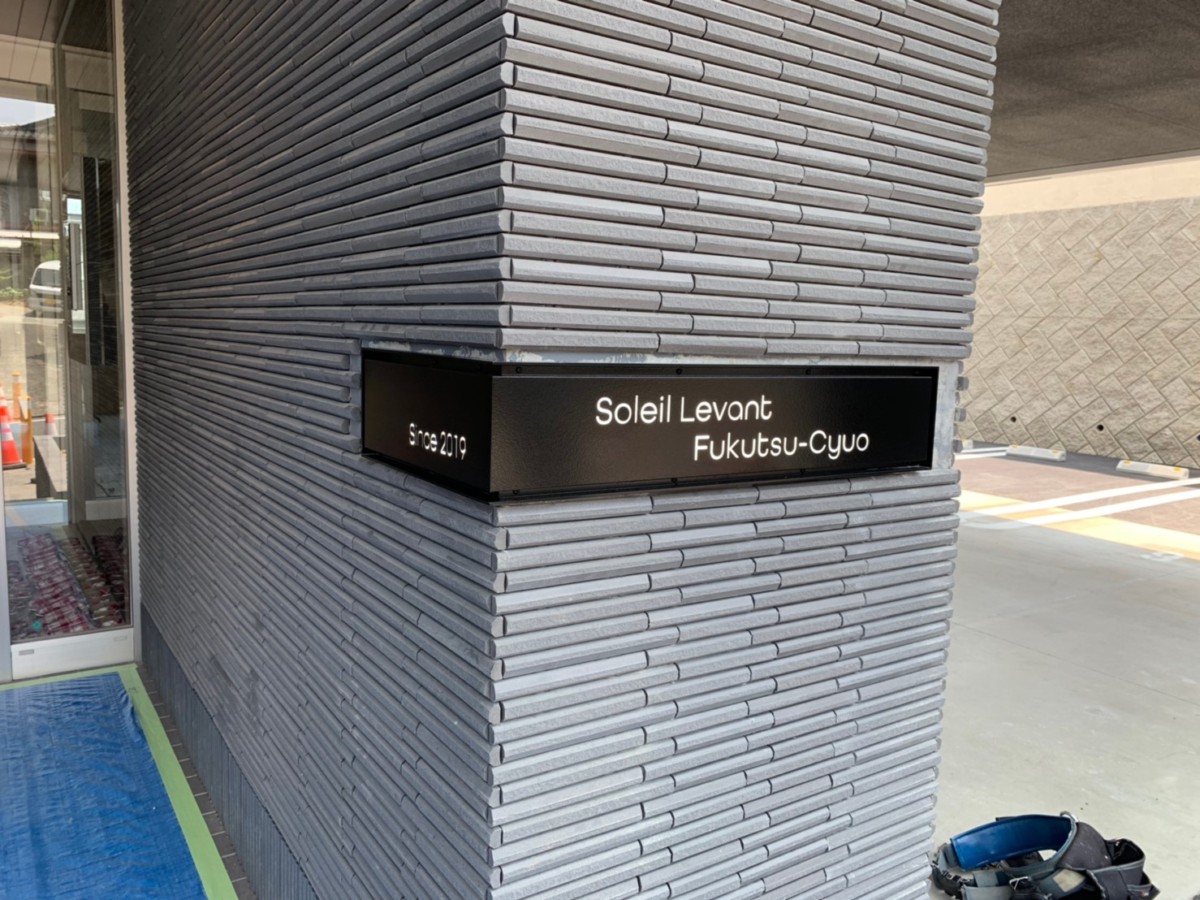 Since 2019
Soleil Levant
Fukutsu-Cyuo